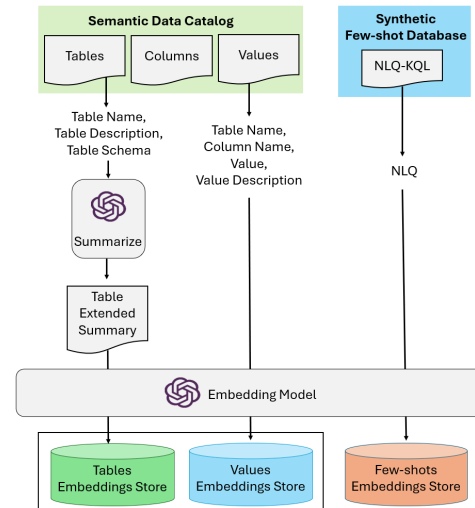 Semantic Data Catalog
Tables
Columns
Values
Synthetic
Few-shot Database
NLQ-KQL
Table Name,
Table Description,
Table Schema
Table Name,
Column Name,
Value,
Value Description
NLQ
Summarize
Table
Extended
Summary
Embedding Model
Tables
Embeddings Store
Values
Embeddings Store
Few-shots
Embeddings Store